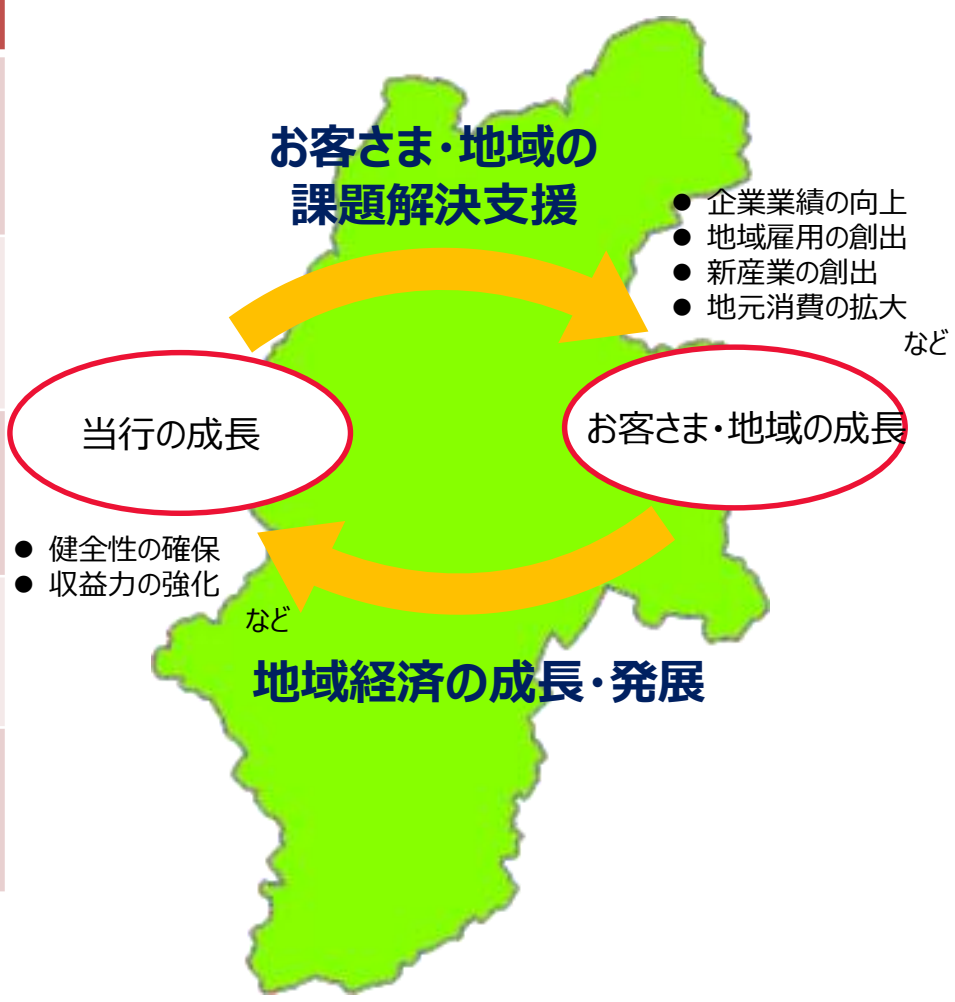 お客さま・地域の
課題解決支援
● 企業業績の向上
● 地域雇用の創出
● 新産業の創出
● 地元消費の拡大
など
当行の成長
お客さま・地域の成長
● 健全性の確保
● 収益力の強化
など
地域経済の成長・発展